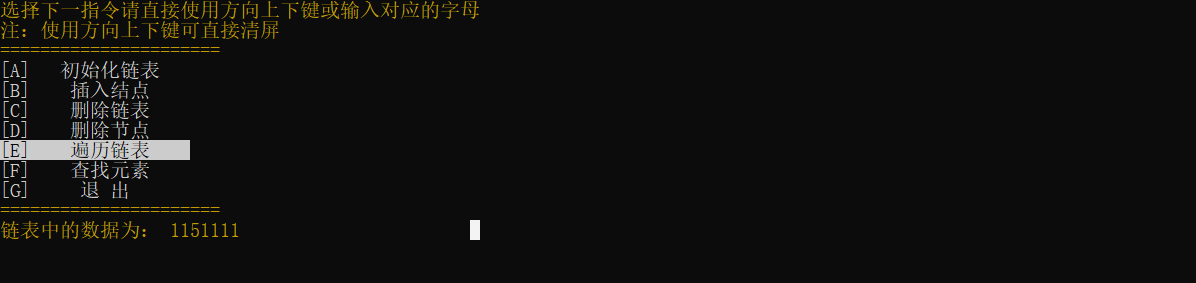 选择下一指令请直接使用方向上下键或输入对应的字母
注：使用方向上下键可直接清屏
======================
[A]   初始化链表
[B]    插入结点
[C]    删除链表
[D]    删除节点
[E]    遍历链表
[F]    查找元素
[G]     退 出
======================
链表中的数据为： 1151111